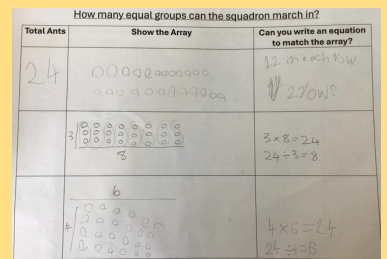 How many equal groups can the squadron march in?
Total Ants
Show the Array
Can you write an equation
to match the array?
24
12 in each row
2 rows
3
8
3 × 8 = 24
24 ÷ 3 = 8
6
4
4 × 6 = 24
24 ÷ 4 = 6